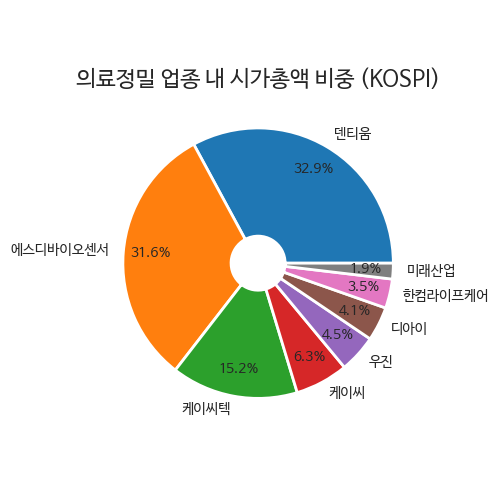 의료정밀 업종 내 시가총액 비중 (KOSPI)
덴티움
32.9%
에스디바이오센서
31.6%
케이씨텍
15.2%
케이씨
6.3%
우진
4.5%
디아이
4.1%
한컴라이프케어
3.5%
미래산업
1.9%